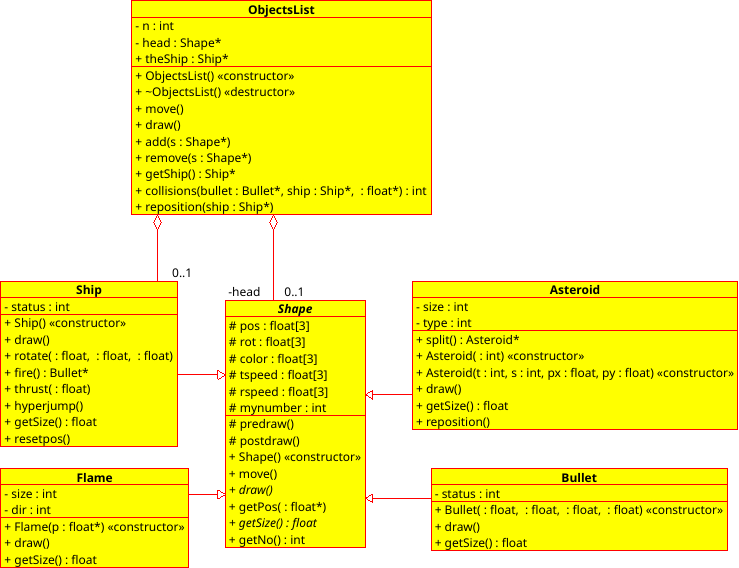 ObjectsList
- n : int
- head : Shape*
+ theShip : Ship*
+ ObjectsList() «constructor»
+ ~ObjectsList() «destructor»
+ move()
+ draw()
+ add(s : Shape*)
+ remove(s : Shape*)
+ getShip() : Ship*
+ collisions(bullet : Bullet*, ship : Ship*,  : float*) : int
+ reposition(ship : Ship*)
0..1
-head
0..1
Ship
- status : int
+ Ship() «constructor»
+ draw()
+ rotate( : float,  : float,  : float)
+ fire() : Bullet*
+ thrust( : float)
+ hyperjump()
+ getSize() : float
+ resetpos()
Shape
# pos : float[3]
# rot : float[3]
# color : float[3]
# tspeed : float[3]
# rspeed : float[3]
# mynumber : int
# predraw()
# postdraw()
+ Shape() «constructor»
+ move()
+ draw()
+ getPos( : float*)
+ getSize() : float
+ getNo() : int
Asteroid
- size : int
- type : int
+ split() : Asteroid*
+ Asteroid( : int) «constructor»
+ Asteroid(t : int, s : int, px : float, py : float) «constructor»
+ draw()
+ getSize() : float
+ reposition()
Flame
- size : int
- dir : int
+ Flame(p : float*) «constructor»
+ draw()
+ getSize() : float
Bullet
- status : int
+ Bullet( : float,  : float,  : float,  : float) «constructor»
+ draw()
+ getSize() : float